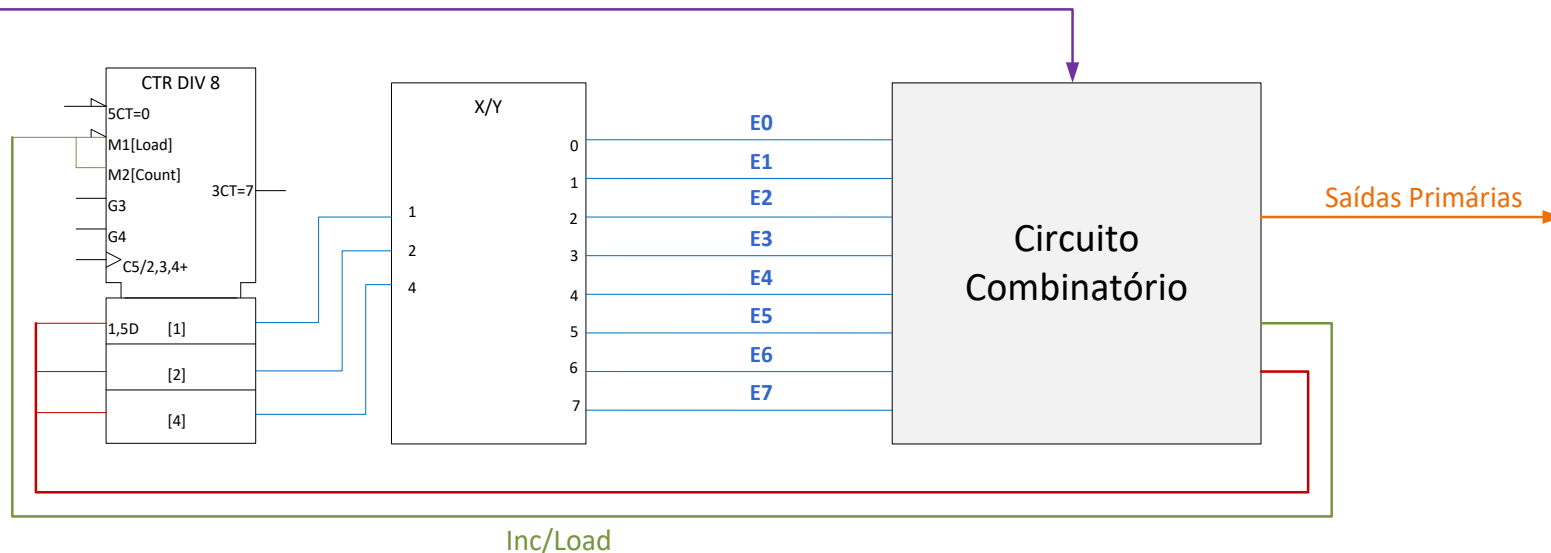 CTR DIV 8
5CT=0
M1[Load]
M2[Count]
3CT=7
G3
G4
C5/2,3,4+
1,5D [1]
[2]
[4]
X/Y
1
2
4
0
1
2
3
4
5
6
7
E0
E1
E2
E3
E4
E5
E6
E7
Circuito
Combinatório
Saídas Primárias
Inc/Load